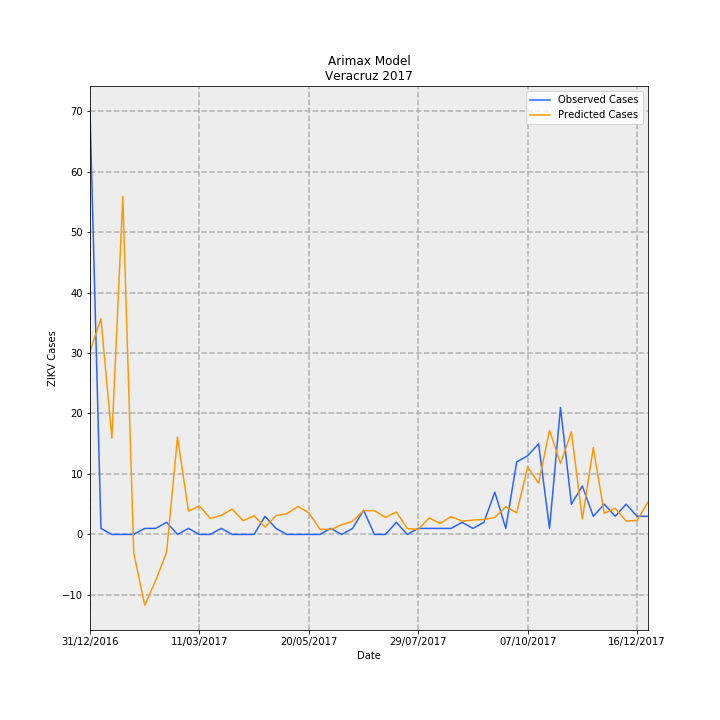 Arimax Model
Veracruz 2017
Observed Cases
Predicted Cases
70
60
50
40
30
20
10
0
−10
ZIKV Cases
31/12/2016 11/03/2017 20/05/2017 29/07/2017 07/10/2017 16/12/2017
Date